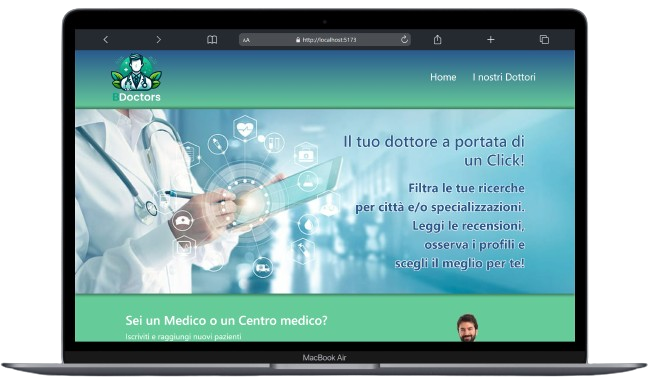 AA
http://localhost:5173
BDoctors
Home
I nostri Dottori
Il tuo dottore a portata di
un Click!
Filtra le tue ricerche
per città e/o specializzazioni.
Leggi le recensioni,
osserva i profili e
scegli il meglio per te!
Sei un Medico o un Centro medico?
Iscriviti e raggiungi nuovi pazienti
MacBook Air